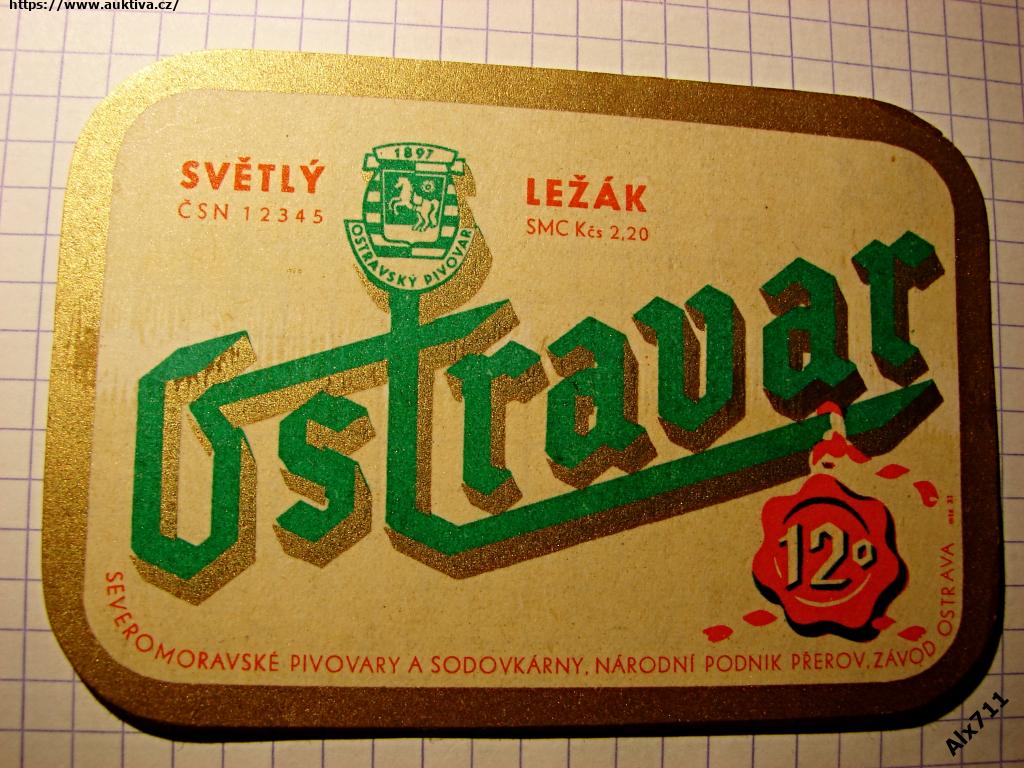 https://www.auktiva.cz/
SVĚTLÝ
ČSN 12345
1897
OSTRAVSKÝ PIVOVAR
LEŽÁK
SMC Kčs 2,20
Ostravar
12°
SEVEROMORAVSKÉ PIVOVARY A SODOVKÁRNY, NÁRODNÍ PODNIK PŘEROV, ZÁVOD OSTRAVA
Alx711